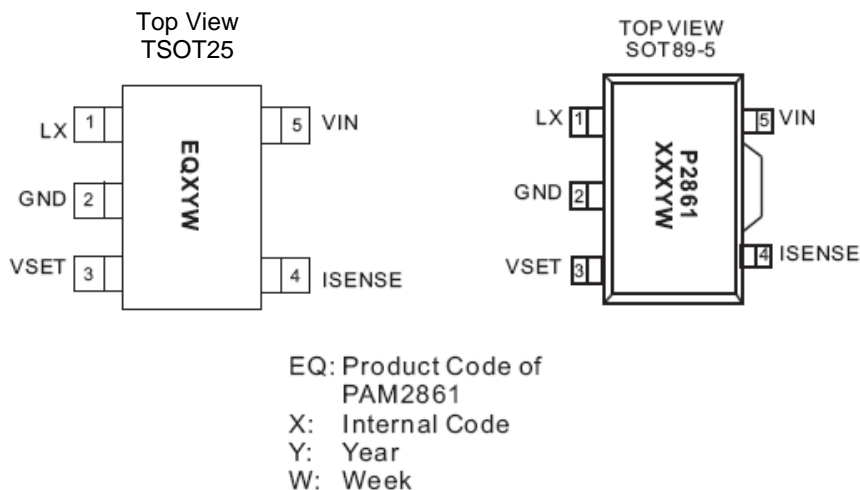 Top View
TSOT25
LX 1
5 VIN
GND 2
VSET 3
4 ISENSE
EQXYW
TOP VIEW
SOT89-5
LX 1
5 VIN
GND 2
VSET 3
4 ISENSE
P2861
XXXYW
EQ: Product Code of
PAM2861
X: Internal Code
Y: Year
W: Week